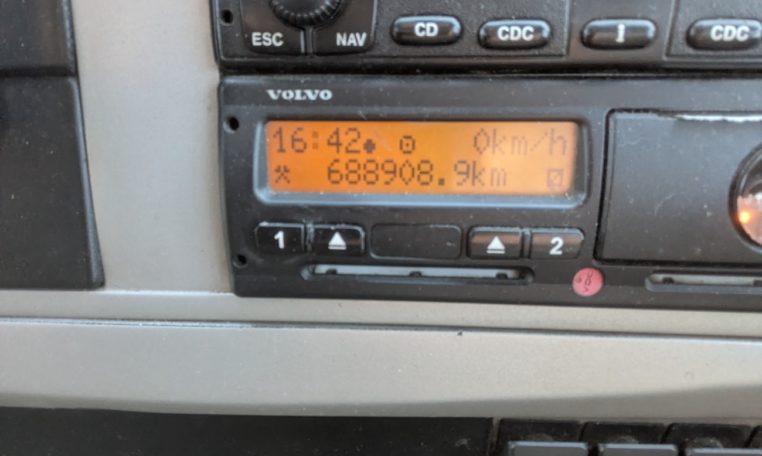 ESC NAV CD CDC CDC
VOLVO
16:42 0km/h
688908.9km
1 2